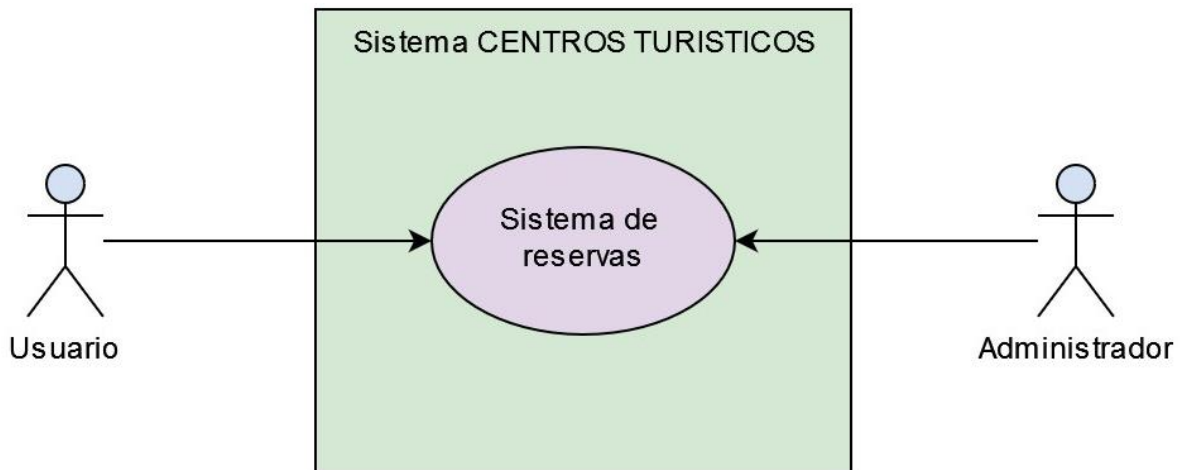 Sistema CENTROS TURISTICOS
Sistema de
reservas
Usuario
Administrador